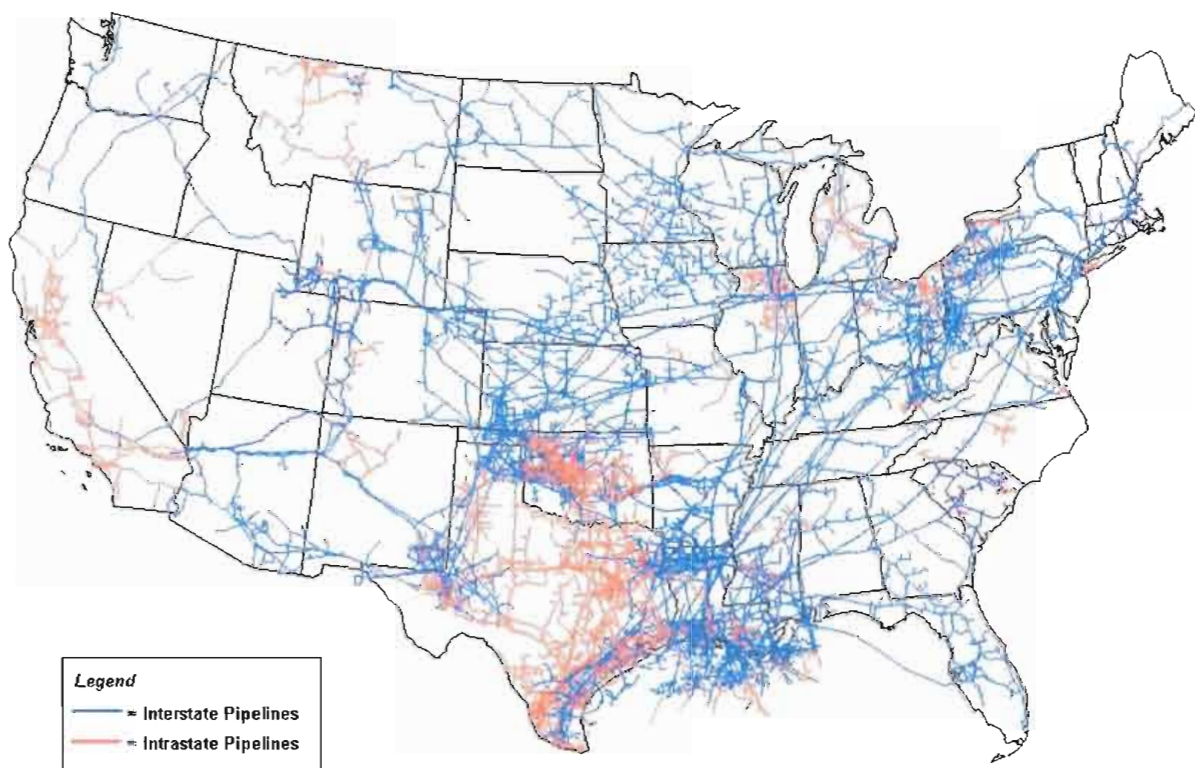 Legend
= Interstate Pipelines
= Intrastate Pipelines